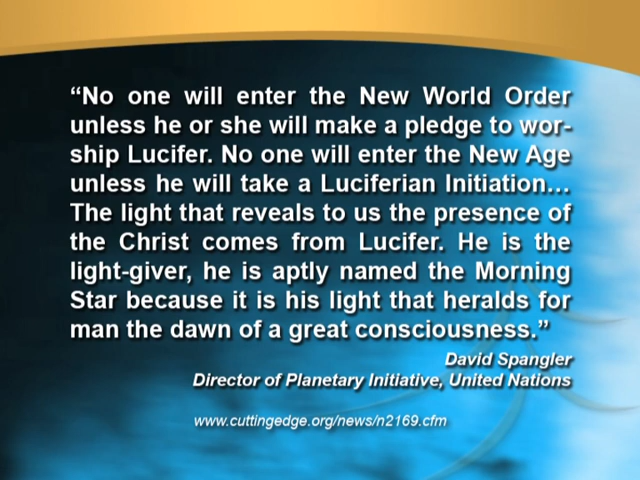 “No one will enter the New World Order
unless he or she will make a pledge to wor-
ship Lucifer. No one will enter the New Age
unless he will take a Luciferian Initiation...
The light that reveals to us the presence of
the Christ comes from Lucifer. He is the
light-giver, he is aptly named the Morning
Star because it is his light that heralds for
man the dawn of a great consciousness.”
David Spangler
Director of Planetary Initiative, United Nations
www.cuttingedge.org/news/n2169.cfm